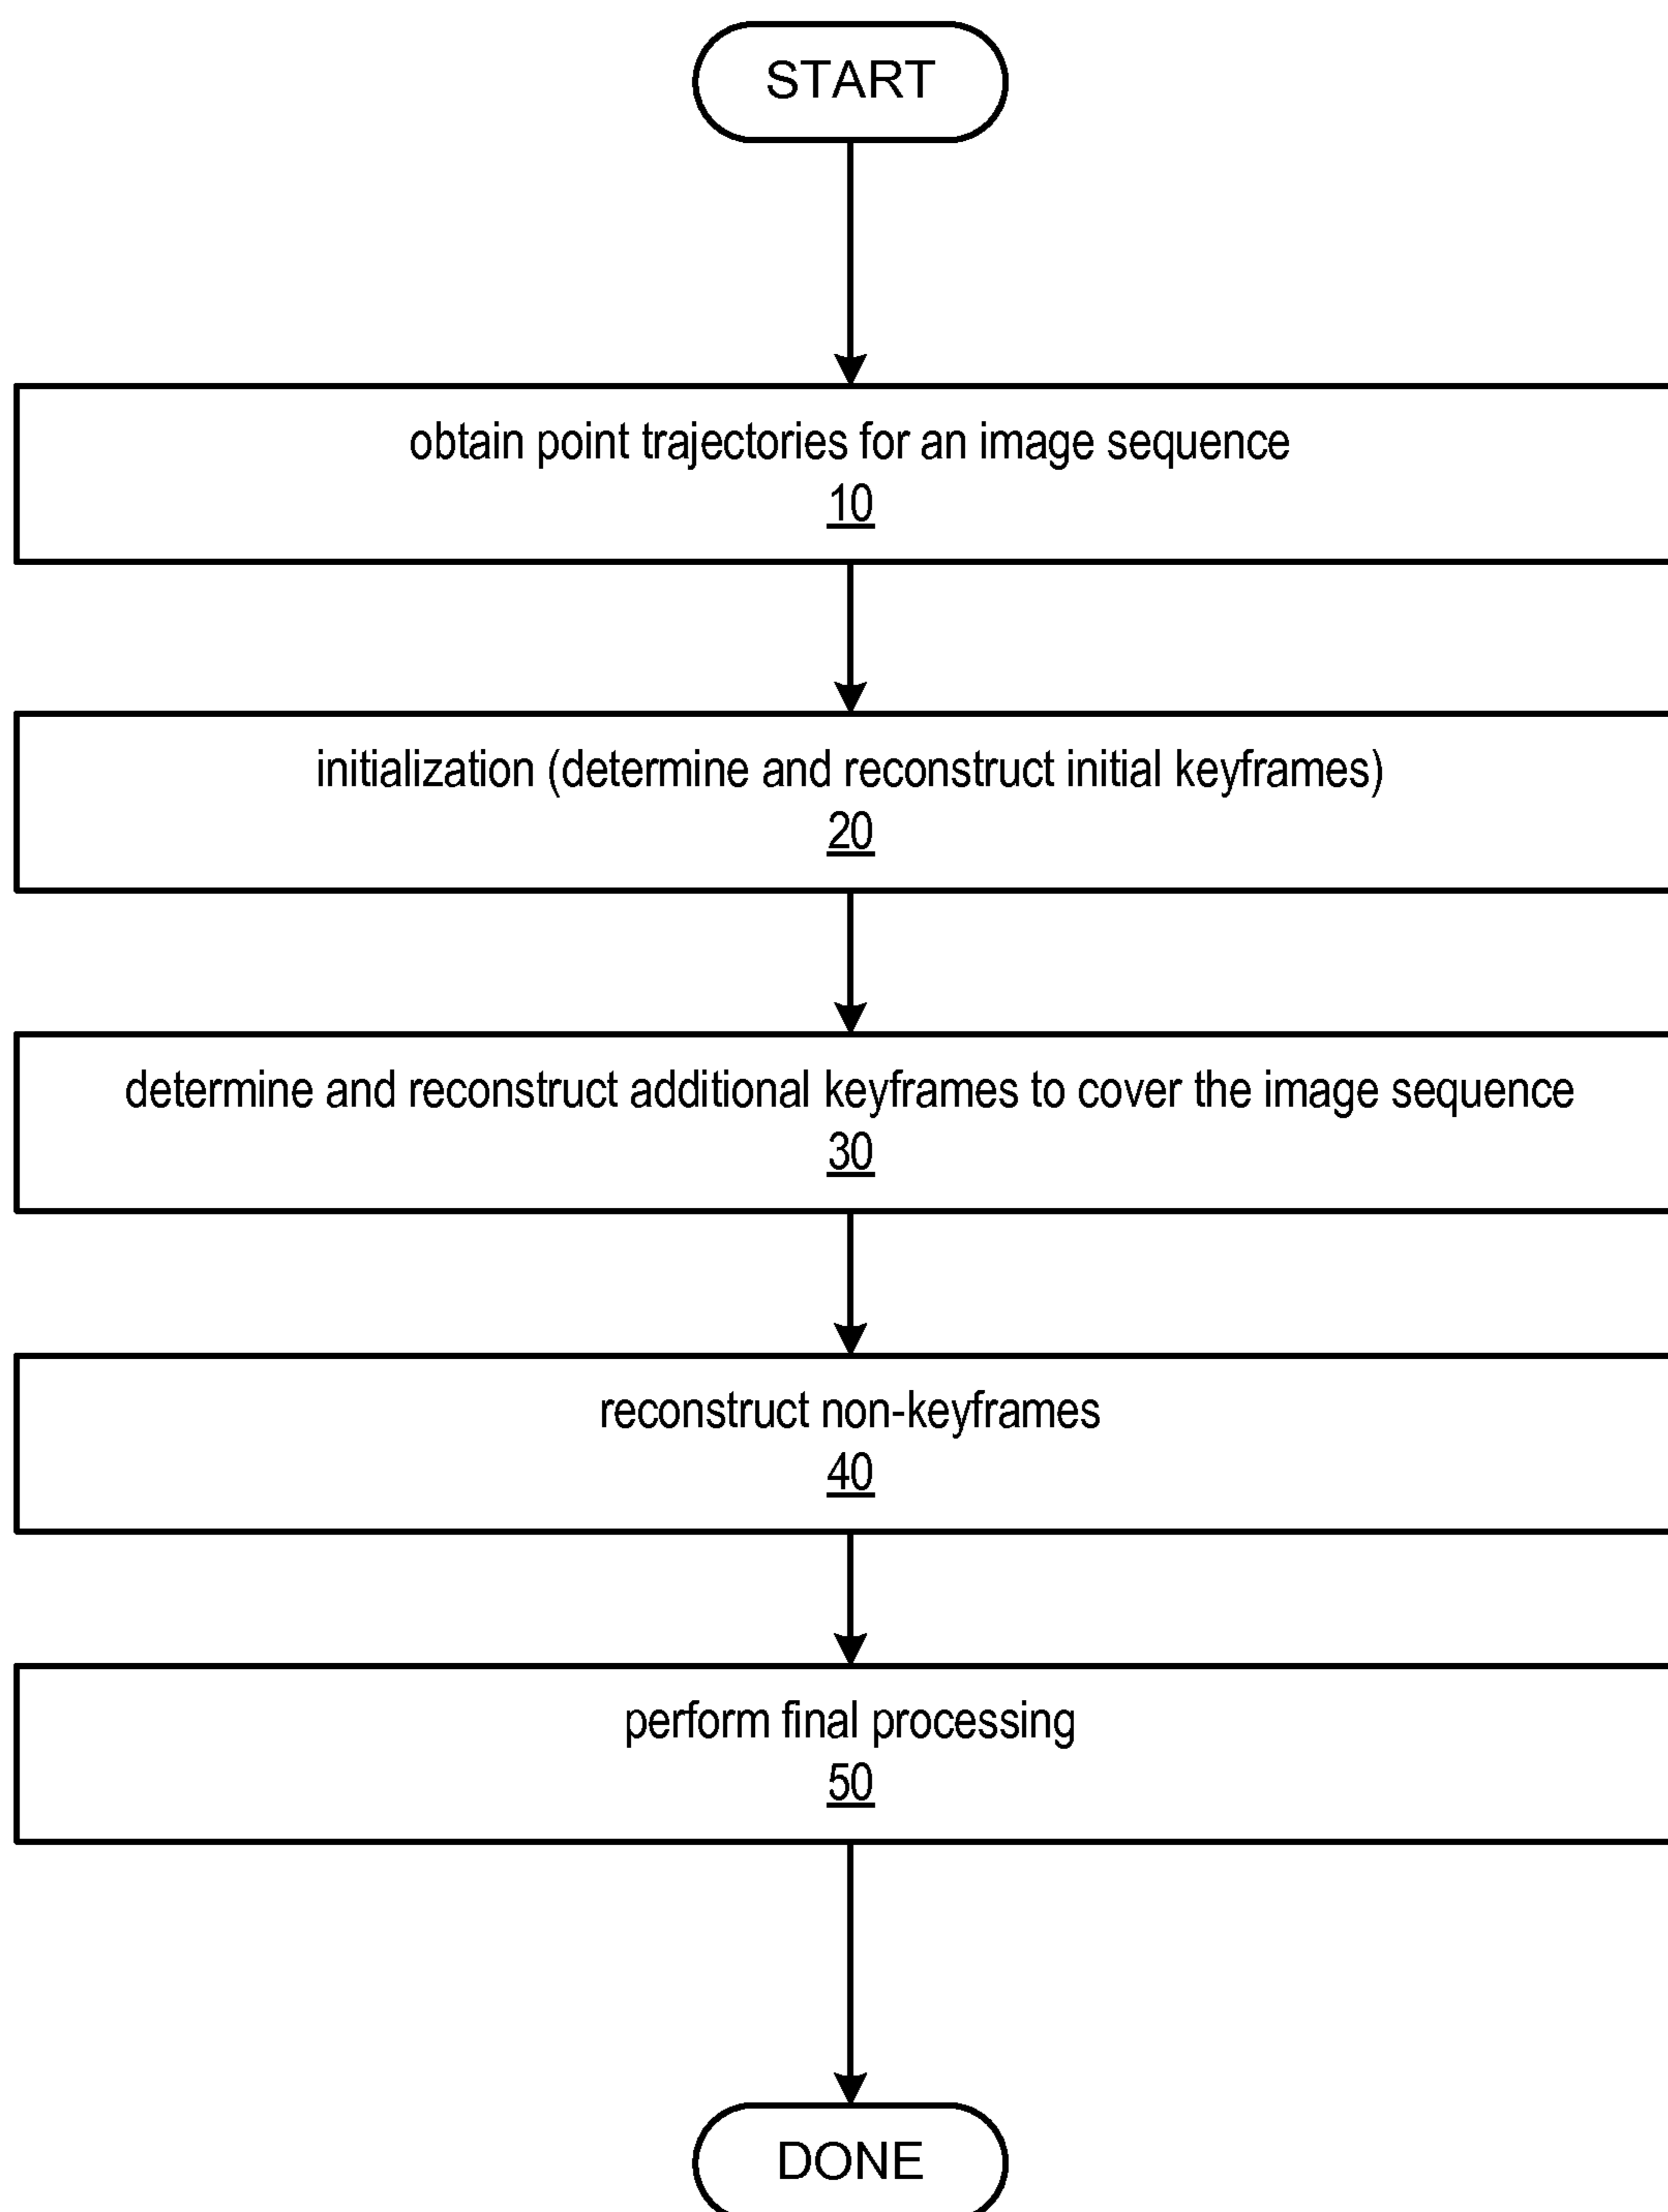 START
obtain point trajectories for an image sequence
10
initialization (determine and reconstruct initial keyframes)
20
determine and reconstruct additional keyframes to cover the image sequence
30
reconstruct non-keyframes
40
perform final processing
50
DONE